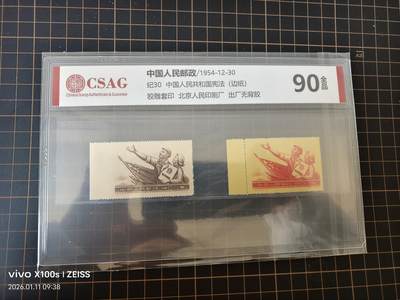 CSAG
中国人民邮政/1954-12-30
纪30 中国人民共和国宪法（边纸）
胶雕套印 北京人民印刷厂 出厂无背胶
90
vivo X100s | ZEISS
2026.01.11 09:38